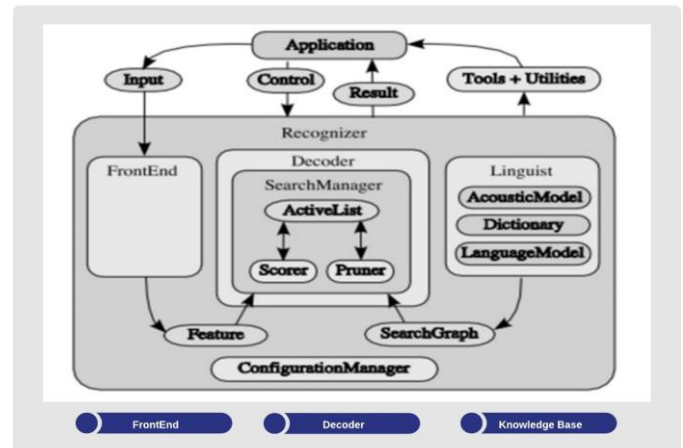 Application
Input
Control
Result
Tools + Utilities
Recognizer
FrontEnd
Decoder
SearchManager
ActiveList
Scorer
Pruner
Linguist
AcousticModel
Dictionary
LanguageModel
Feature
SearchGraph
ConfigurationManager
FrontEnd
Decoder
Knowledge Base